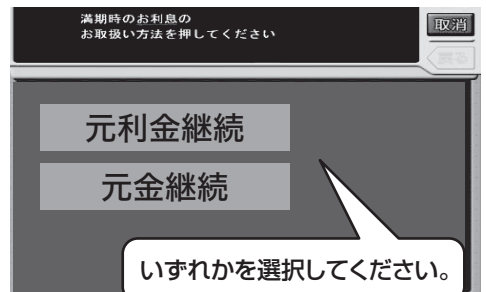 満期時のお利息の
お取扱い方法を押してください
取消
戻る
元利金継続
元金継続
いずれかを選択してください。